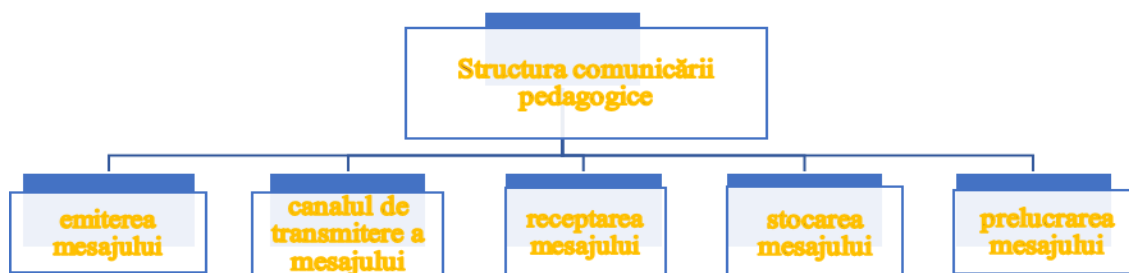 Structura comunicării
pedagogice
emiterea
mesajului
canalul de
transmitere a
mesajului
receptarea
mesajului
stocarea
mesajului
prelucrarea
mesajului